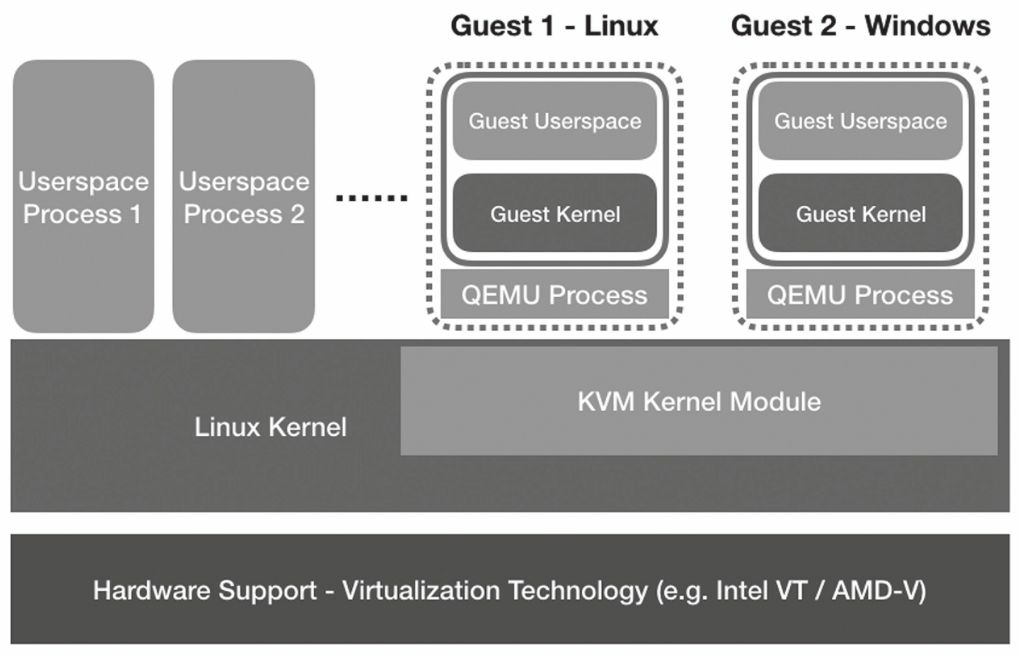 Guest 1 - Linux
Guest 2 - Windows
Userspace
Process 1
Userspace
Process 2
......
Guest Userspace
Guest Kernel
QEMU Process
Guest Userspace
Guest Kernel
QEMU Process
Linux Kernel
KVM Kernel Module
Hardware Support - Virtualization Technology (e.g. Intel VT / AMD-V)